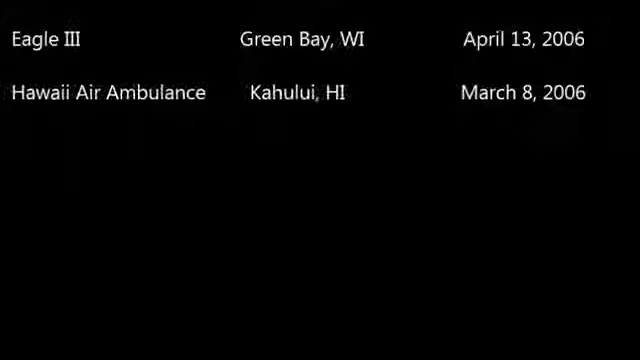 Eagle III Green Bay, WI April 13, 2006
Hawaii Air Ambulance Kahului, HI March 8, 2006